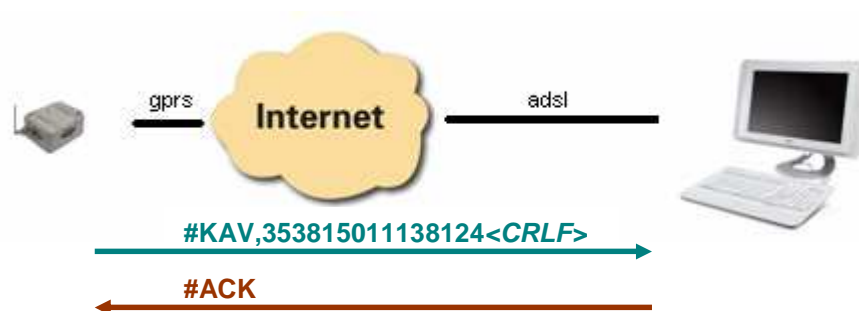 gprs
Internet
adsl
#KAV,353815011138124<CRLF>
#ACK